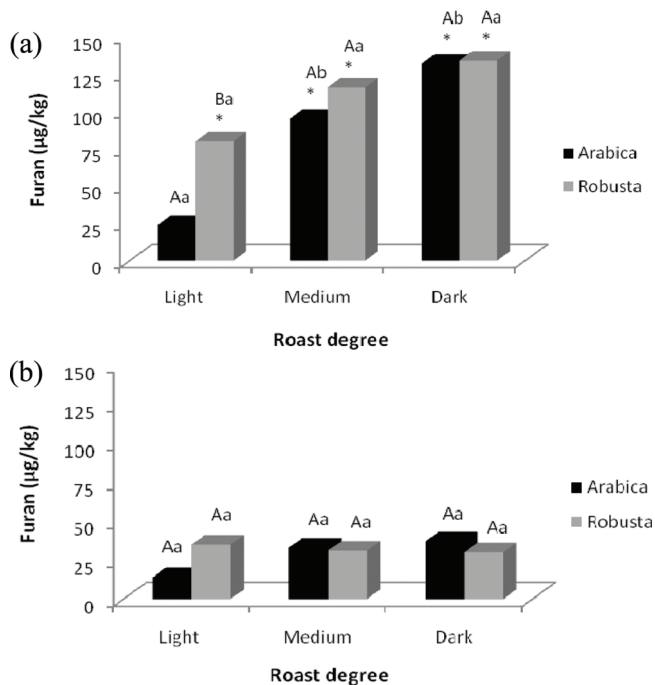 (a)
Furan (µg/kg)
150
125
100
75
50
25
0
Aa
Ba
*
Ab
*
Aa
*
Ab
*
Aa
*
Arabica
Robusta
Light Medium Dark
Roast degree
(b)
Furan (µg/kg)
150
125
100
75
50
25
0
Aa
Aa
Aa
Aa
Aa
Aa
Arabica
Robusta
Light Medium Dark
Roast degree